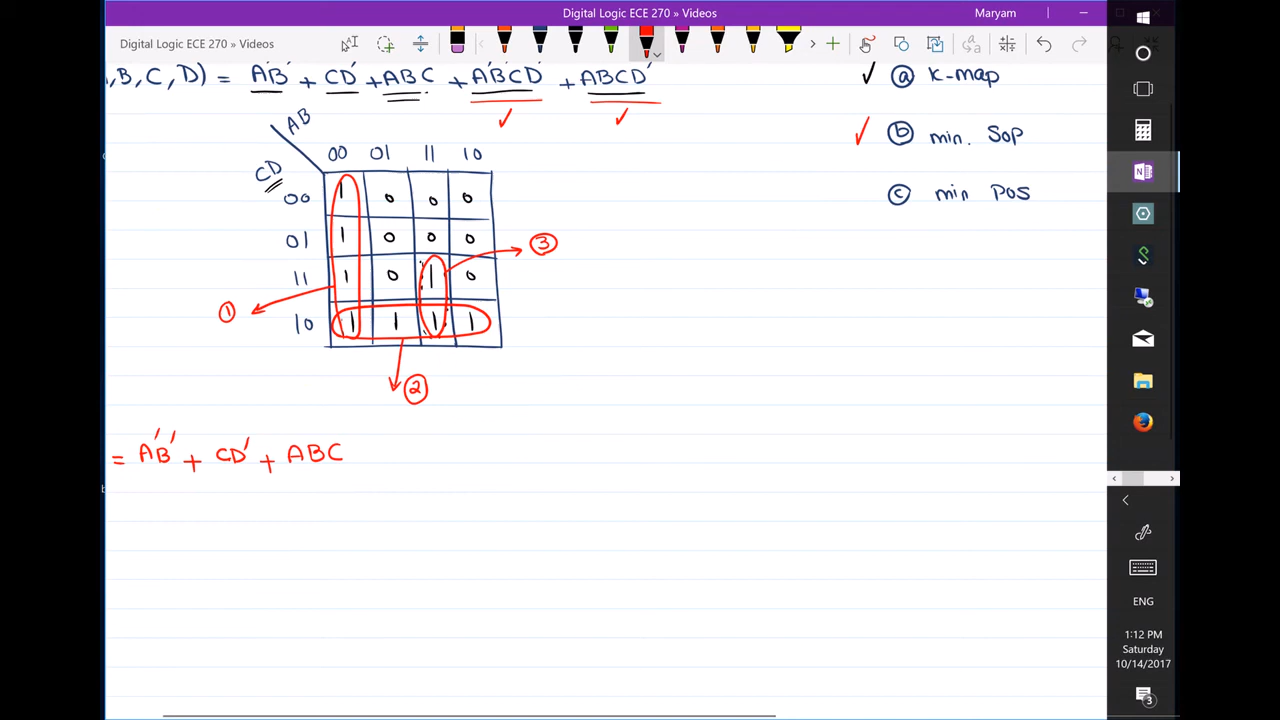 Digital Logic ECE 270 » Videos
Maryam
Digital Logic ECE 270 » Videos
,B, C, D) = A'B' + CD' + ABC + A'B'CD' + ABCD'
✓ ✓
✓ ⓐ K-map
✓ ⓑ min. SOP
ⓒ min POS
AB
CD
00 01 11 10
00 1 0 0 0
01 1 0 0 0
11 1 0 1 0
10 1 1 1 1
①
②
③
= A'B' + CD' + ABC
ENG
1:12 PM
Saturday
10/14/2017
3